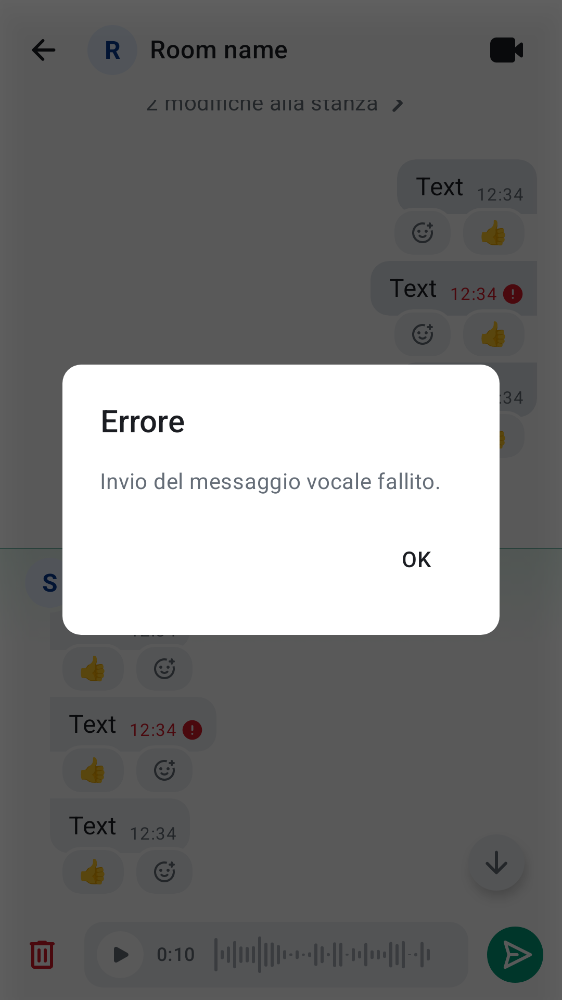 R Room name
2 modifiche alla stanza
Text 12:34
Text 12:34
:34
Errore
Invio del messaggio vocale fallito.
OK
S
12:34
Text 12:34
Text 12:34
0:10